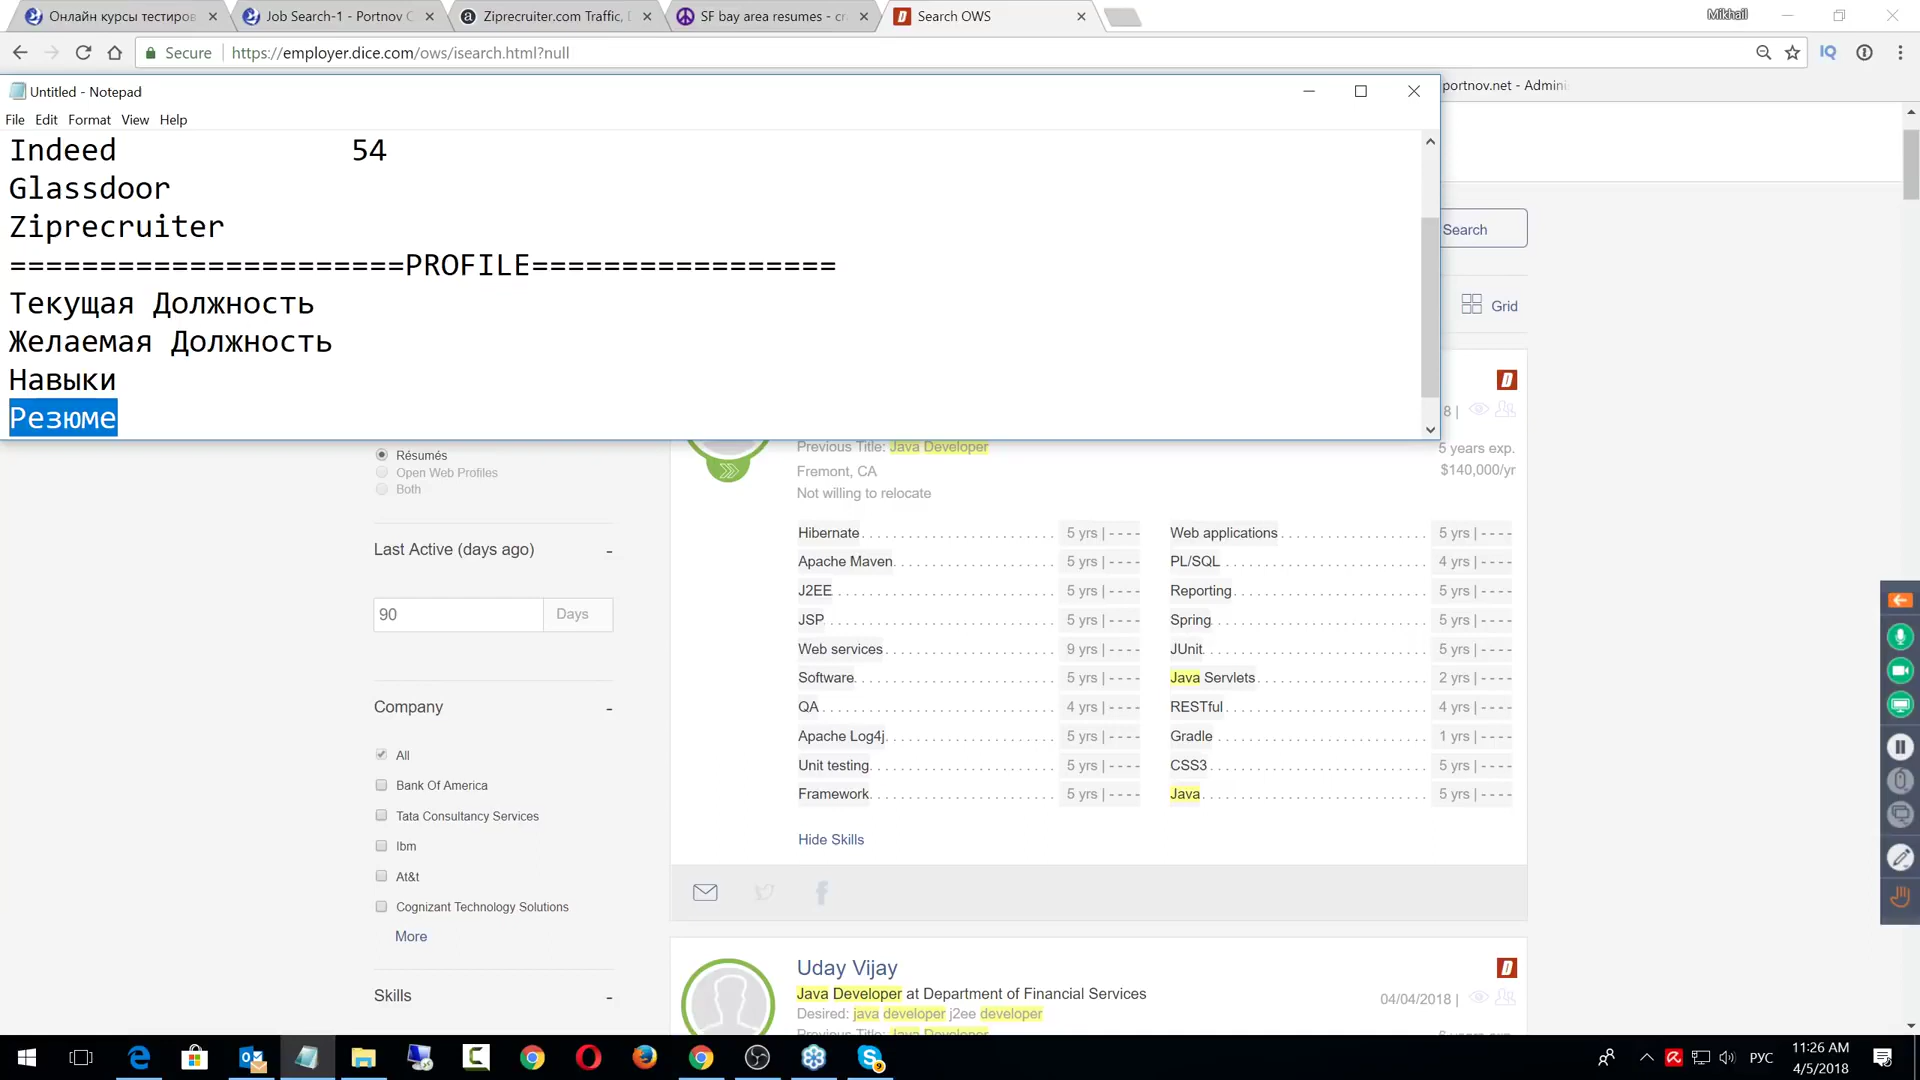 Онлайн курсы тестиров
Job Search-1 - Portnov C
Ziprecruiter.com Traffic,
SF bay area resumes - cr
Search OWS
Mikhail
Secure
https://employer.dice.com/ows/isearch.html?null
IQ
Untitled - Notepad
portnov.net - Admini
File Edit Format View Help
Indeed 54
Glassdoor
Ziprecruiter
======================PROFILE=================
Текущая Должность
Желаемая Должность
Навыки
Резюме
Search
Grid
8 |
Résumés
Open Web Profiles
Both
Previous Title: Java Developer
5 years exp.
Fremont, CA
$140,000/yr
Not willing to relocate
Last Active (days ago) -
90 Days
Company -
All
Bank Of America
Tata Consultancy Services
Ibm
At&t
Cognizant Technology Solutions
More
Skills -
Hibernate 5 yrs | ----
Web applications 5 yrs | ----
Apache Maven 5 yrs | ----
PL/SQL 4 yrs | ----
J2EE 5 yrs | ----
Reporting 5 yrs | ----
JSP 5 yrs | ----
Spring 5 yrs | ----
Web services 9 yrs | ----
JUnit 5 yrs | ----
Software 5 yrs | ----
Java Servlets 2 yrs | ----
QA 4 yrs | ----
RESTful 4 yrs | ----
Apache Log4j 5 yrs | ----
Gradle 1 yrs | ----
Unit testing 5 yrs | ----
CSS3 5 yrs | ----
Framework 5 yrs | ----
Java 5 yrs | ----
Hide Skills
Uday Vijay
Java Developer at Department of Financial Services
04/04/2018 |
Desired: java developer j2ee developer
Previous Title: Java Developer
РУС
11:26 AM
4/5/2018